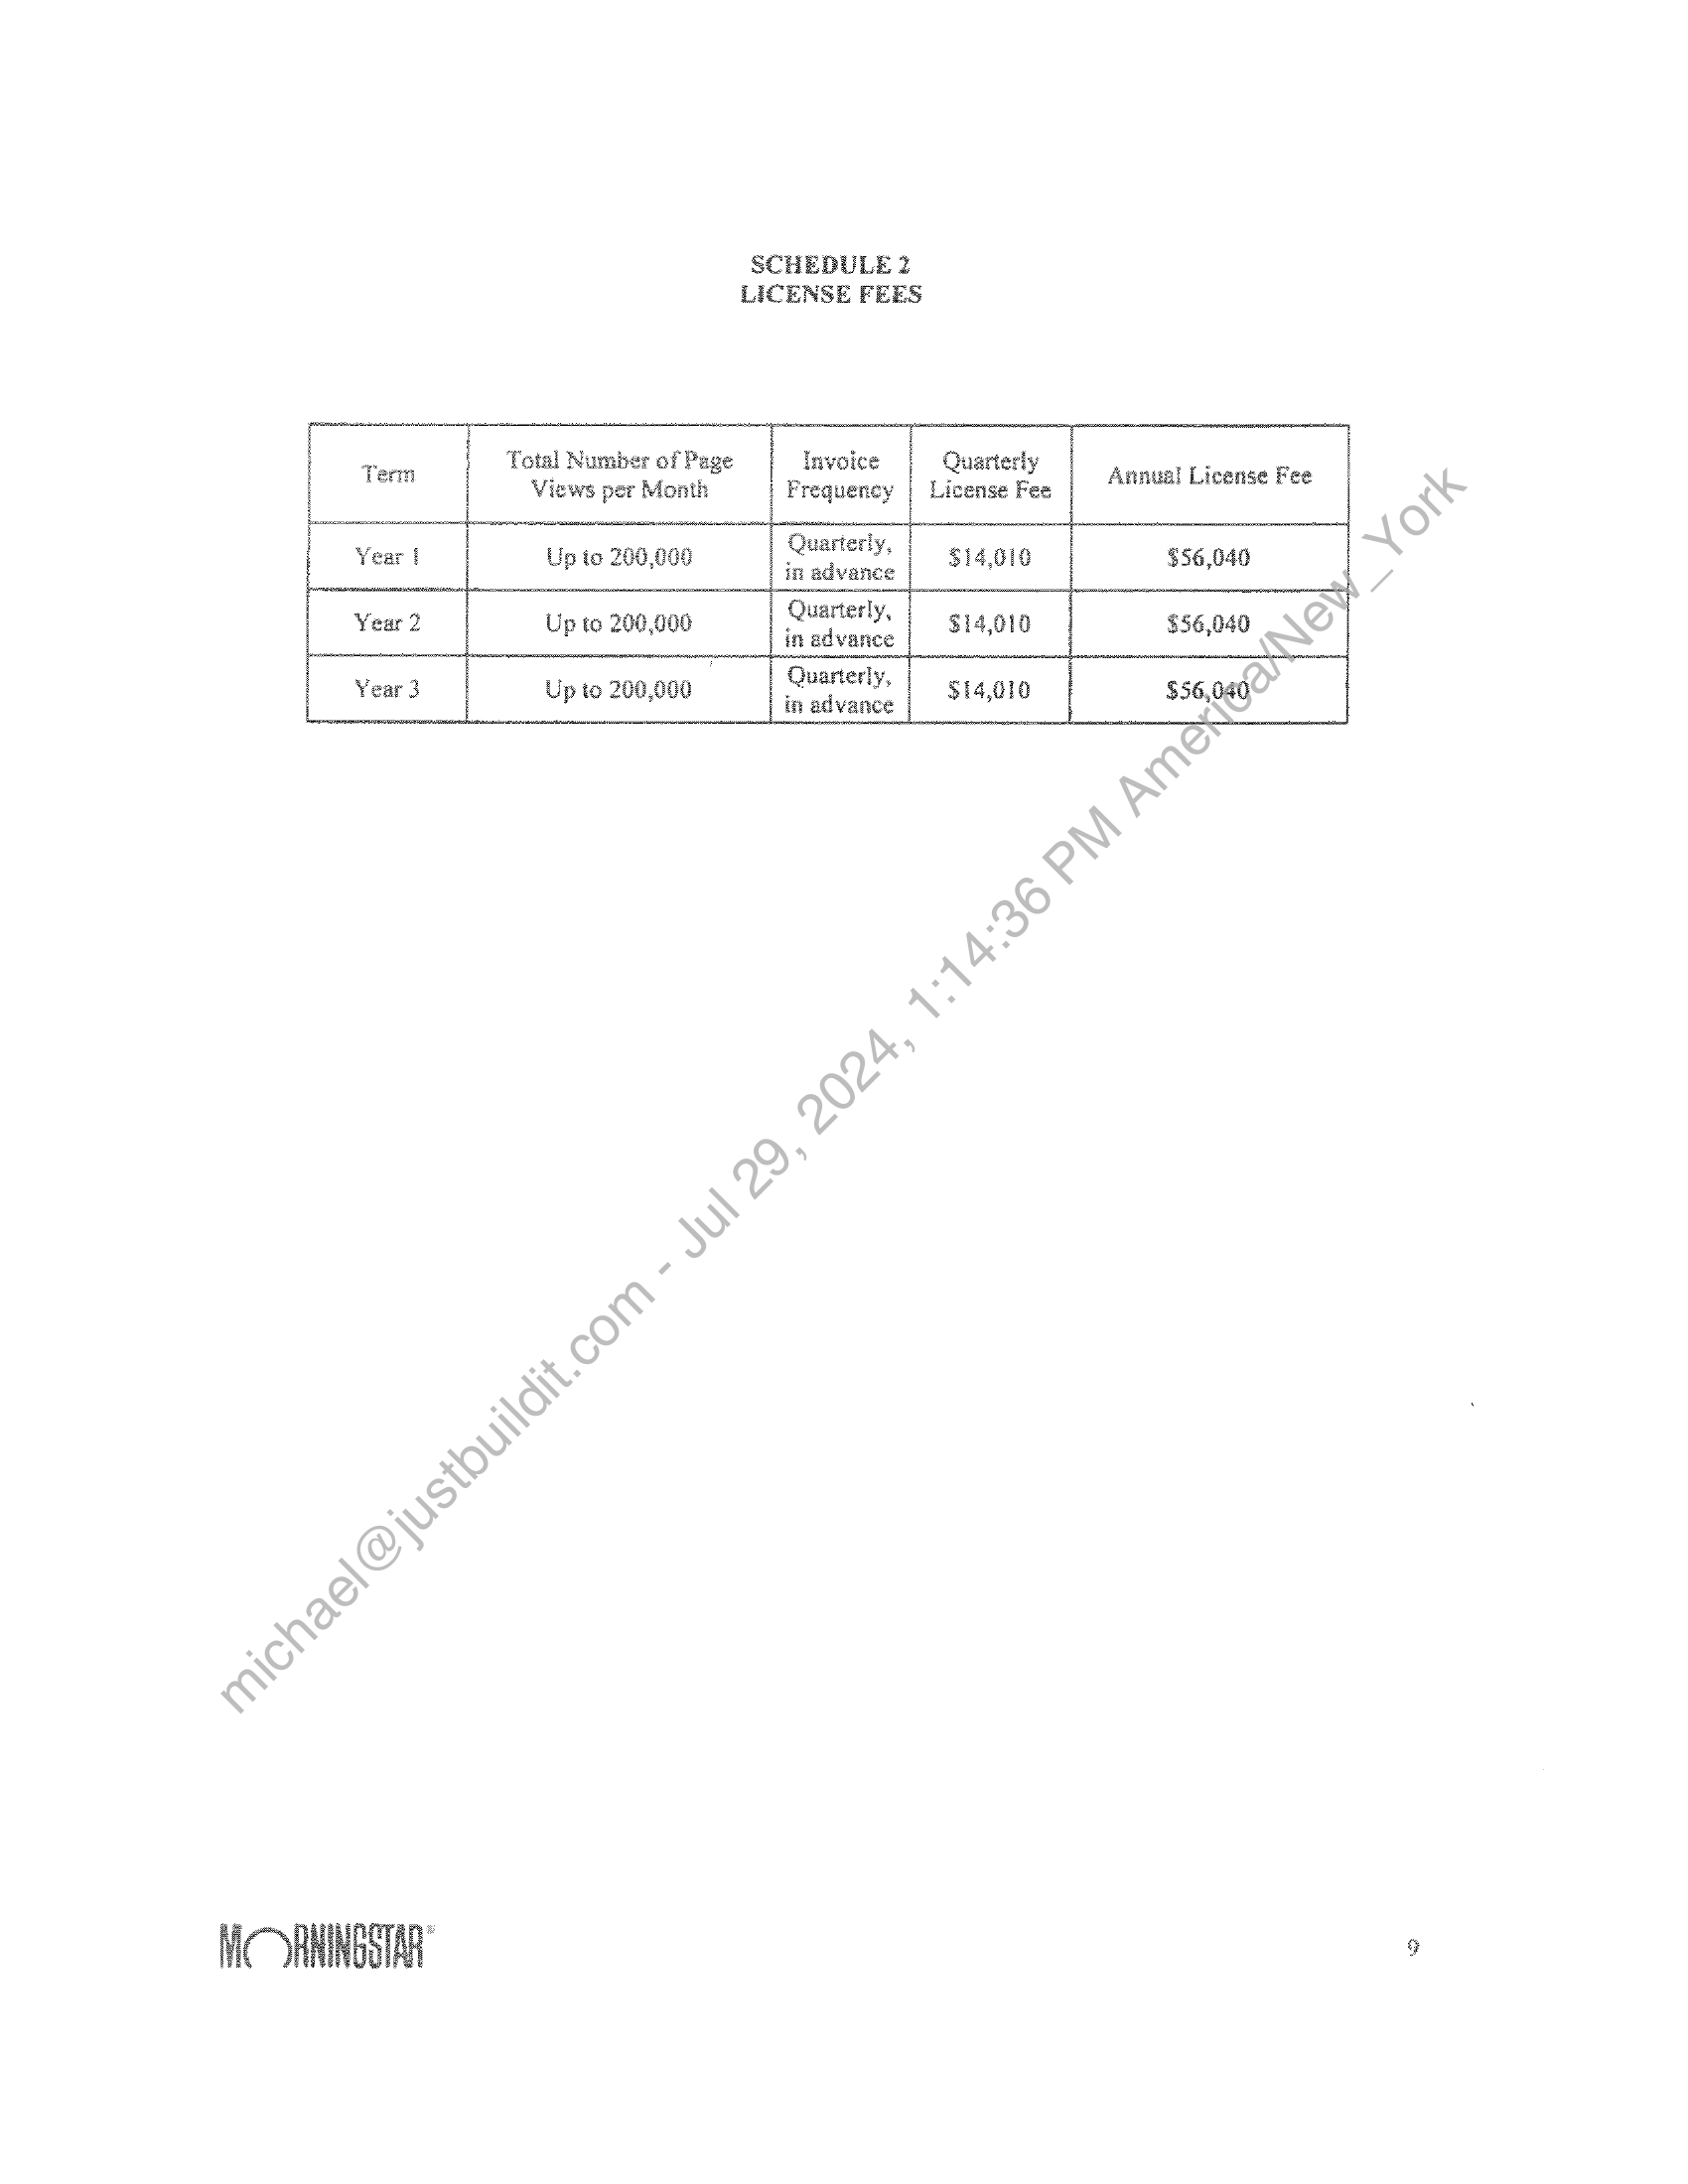 SCHEDULE 2
LICENSE FEES
Term
Total Number of Page
Views per Month
Invoice
Frequency
Quarterly
License Fee
Annual License Fee
Year 1
Up to 200,000
Quarterly,
in advance
$14,010
$56,040
Year 2
Up to 200,000
Quarterly,
in advance
$14,010
$56,040
Year 3
Up to 200,000
Quarterly,
in advance
$14,010
$56,040
michael@justbuildit.com - Jul 29, 2024, 1:14:36 PM America/New_York
MORNINGSTAR®
9